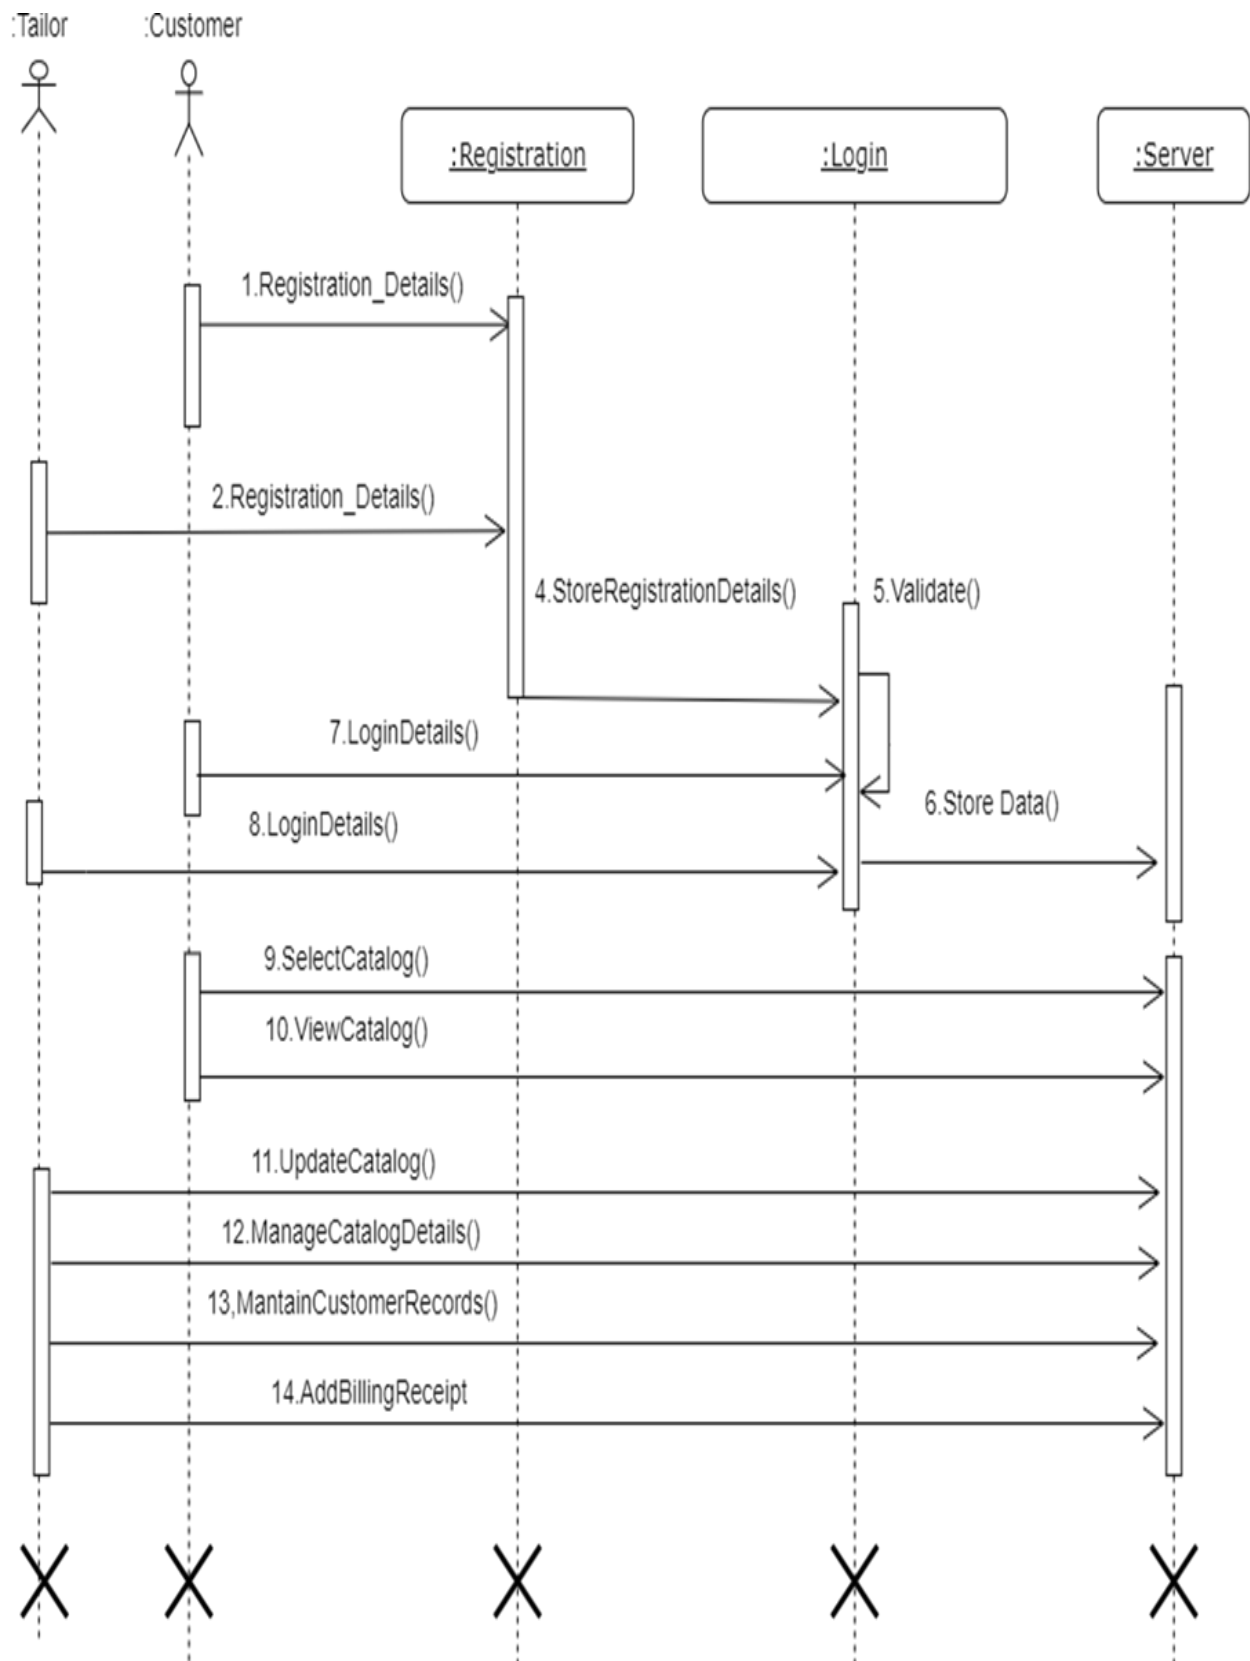 :Tailor
:Customer
:Registration
:Login
:Server
1.Registration_Details()
2.Registration_Details()
4.StoreRegistrationDetails()
5.Validate()
7.LoginDetails()
6.Store Data()
8.LoginDetails()
9.SelectCatalog()
10.ViewCatalog()
11.UpdateCatalog()
12.ManageCatalogDetails()
13,MantainCustomerRecords()
14.AddBillingReceipt